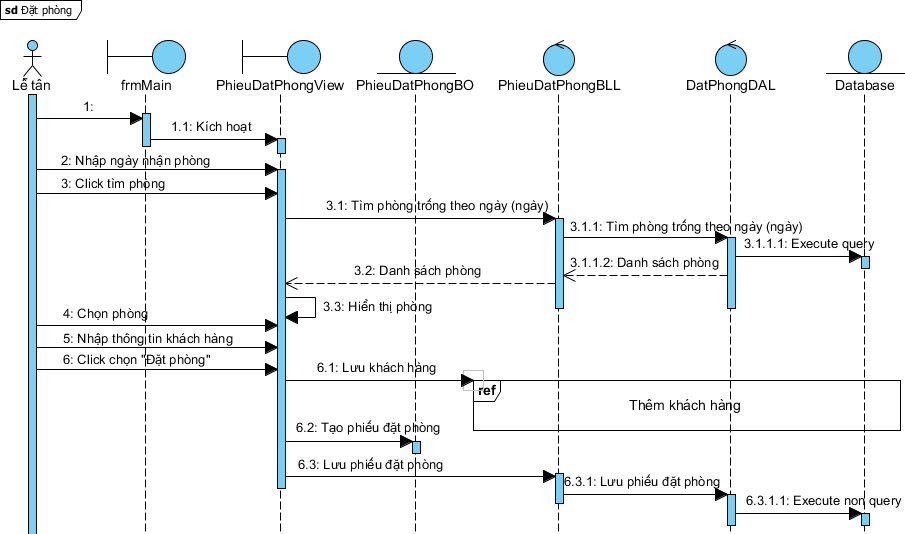 sd Đặt phòng
Lễ tân
frmMain
PhieuDatPhongView
PhieuDatPhongBO
PhieuDatPhongBLL
DatPhongDAL
Database
1:
1.1: Kích hoạt
2: Nhập ngày nhận phòng
3: Click tìm phòng
3.1: Tìm phòng trống theo ngày (ngày)
3.1.1: Tìm phòng trống theo ngày (ngày)
3.1.1.1: Execute query
3.1.1.2: Danh sách phòng
3.2: Danh sách phòng
3.3: Hiển thị phòng
4: Chọn phòng
5: Nhập thông tin khách hàng
6: Click chọn "Đặt phòng"
6.1: Lưu khách hàng
ref
Thêm khách hàng
6.2: Tạo phiếu đặt phòng
6.3: Lưu phiếu đặt phòng
6.3.1: Lưu phiếu đặt phòng
6.3.1.1: Execute non query